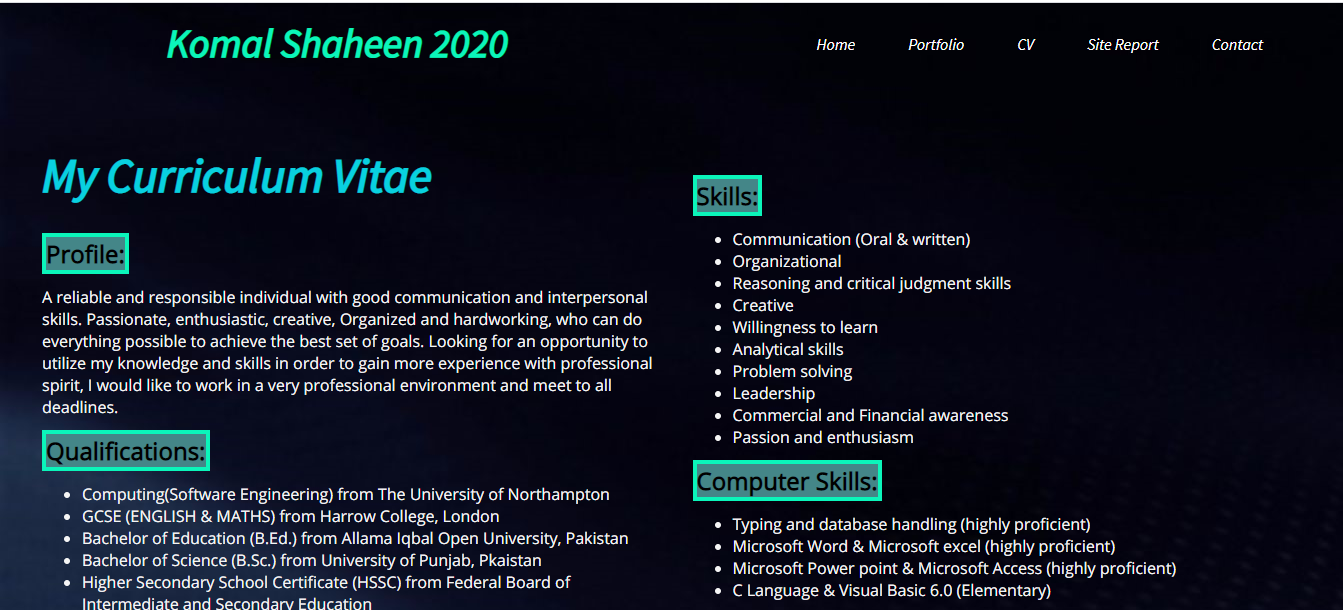 Komal Shaheen 2020
Home
Portfolio
CV
Site Report
Contact
My Curriculum Vitae
Profile:
A reliable and responsible individual with good communication and interpersonal
skills. Passionate, enthusiastic, creative, Organized and hardworking, who can do
everything possible to achieve the best set of goals. Looking for an opportunity to
utilize my knowledge and skills in order to gain more experience with professional
spirit, I would like to work in a very professional environment and meet to all
deadlines.
Qualifications:
Computing(Software Engineering) from The University of Northampton
GCSE (ENGLISH & MATHS) from Harrow College, London
Bachelor of Education (B.Ed.) from Allama Iqbal Open University, Pakistan
Bachelor of Science (B.Sc.) from University of Punjab, Pkaistan
Higher Secondary School Certificate (HSSC) from Federal Board of
Intermediate and Secondary Education
Skills:
Communication (Oral & written)
Organizational
Reasoning and critical judgment skills
Creative
Willingness to learn
Analytical skills
Problem solving
Leadership
Commercial and Financial awareness
Passion and enthusiasm
Computer Skills:
Typing and database handling (highly proficient)
Microsoft Word & Microsoft excel (highly proficient)
Microsoft Power point & Microsoft Access (highly proficient)
C Language & Visual Basic 6.0 (Elementary)